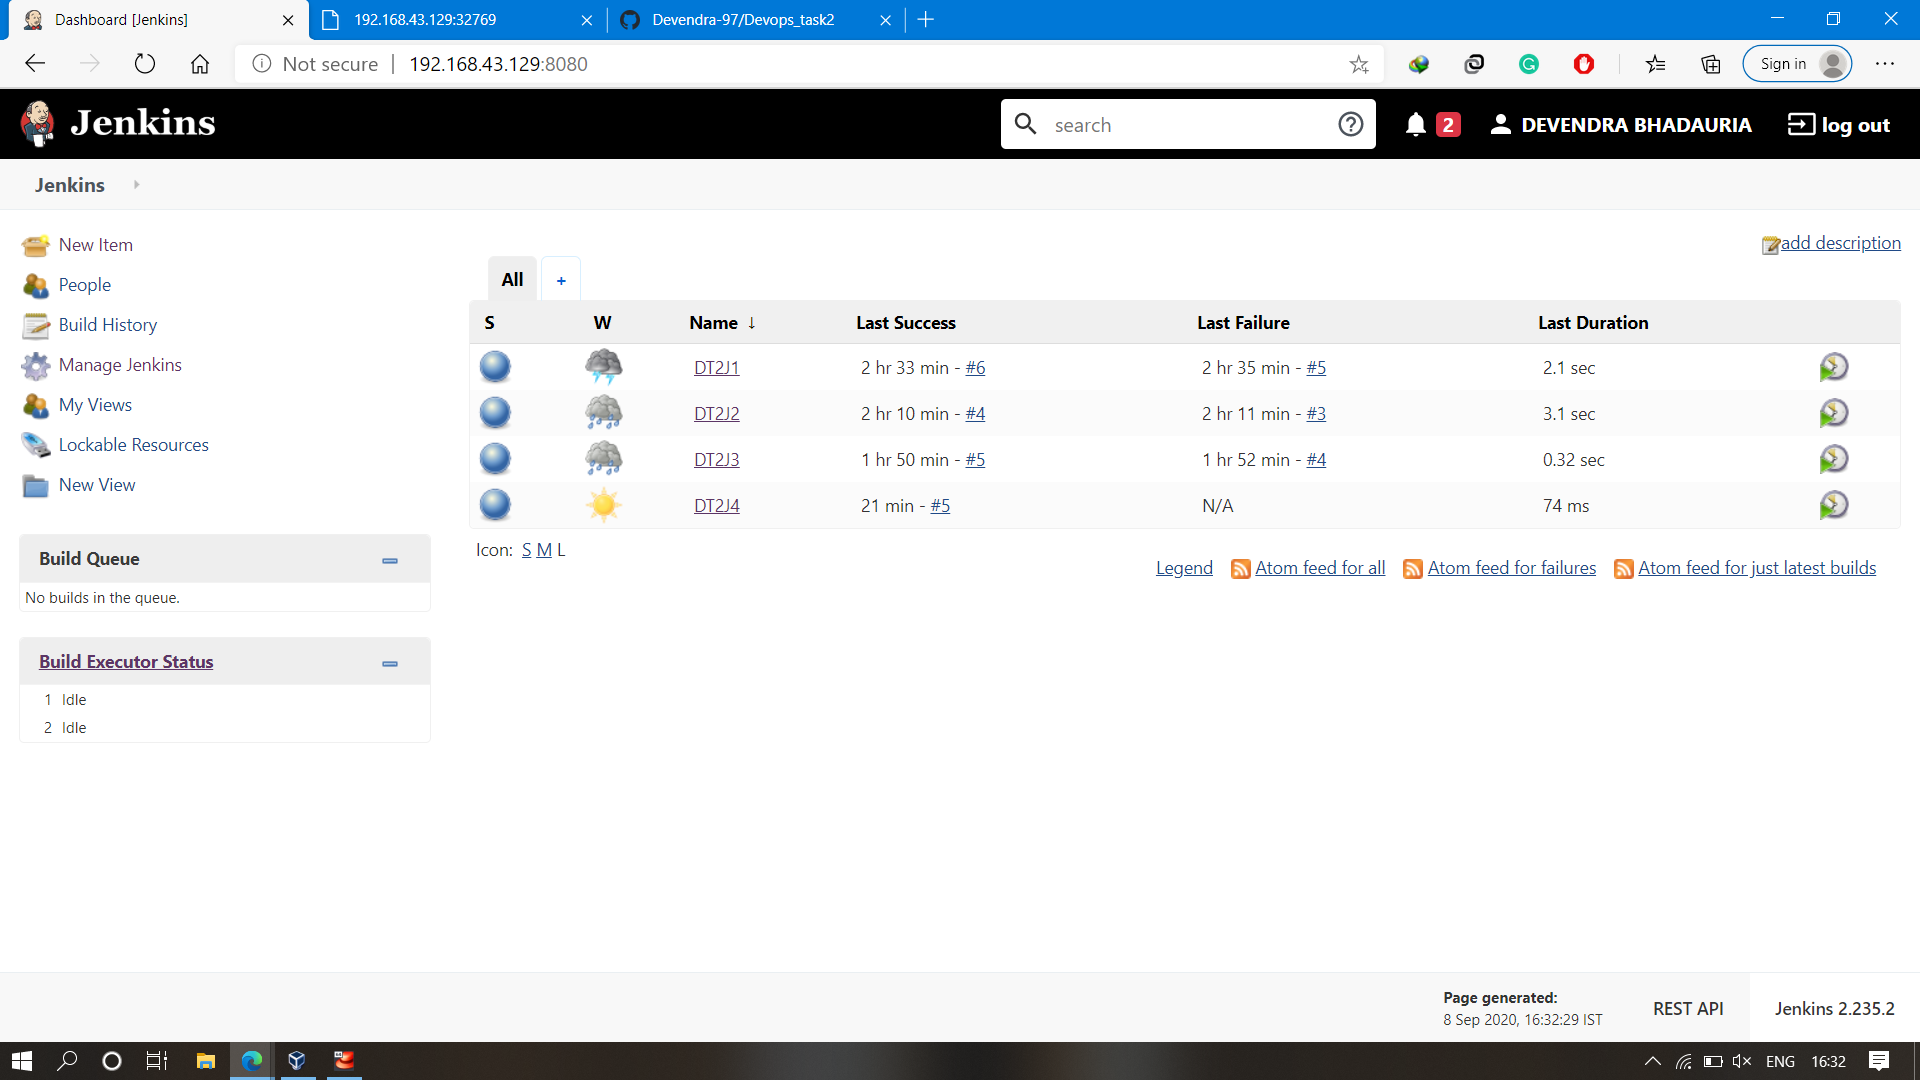 Dashboard [Jenkins]
192.168.43.129:32769
Devendra-97/Devops_task2
Not secure
192.168.43.129:8080
Sign in
Jenkins
search
2
DEVENDRA BHADAURIA
log out
Jenkins
New Item
People
Build History
Manage Jenkins
My Views
Lockable Resources
New View
Build Queue
No builds in the queue.
Build Executor Status
1 Idle
2 Idle
add description
All +
S W Name ↓ Last Success Last Failure Last Duration
DT2J1 2 hr 33 min - #6 2 hr 35 min - #5 2.1 sec
DT2J2 2 hr 10 min - #4 2 hr 11 min - #3 3.1 sec
DT2J3 1 hr 50 min - #5 1 hr 52 min - #4 0.32 sec
DT2J4 21 min - #5 N/A 74 ms
Icon: S M L
Legend Atom feed for all Atom feed for failures Atom feed for just latest builds
Page generated:
8 Sep 2020, 16:32:29 IST
REST API
Jenkins 2.235.2
ENG 16:32